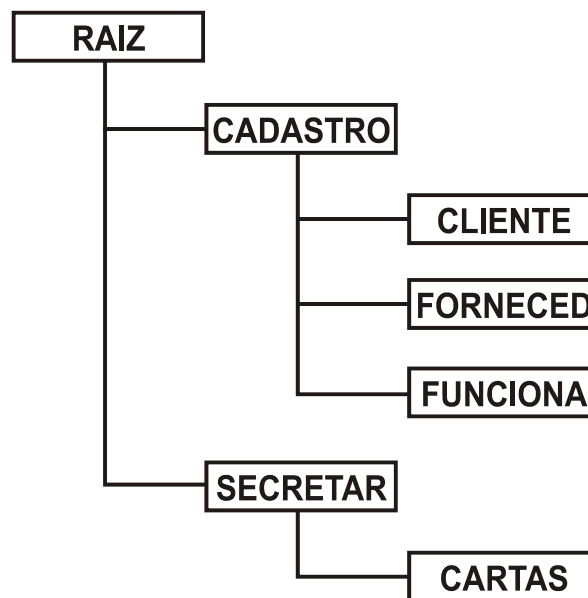 RAIZ
CADASTRO
CLIENTE
FORNECED
FUNCIONA
SECRETAR
CARTAS